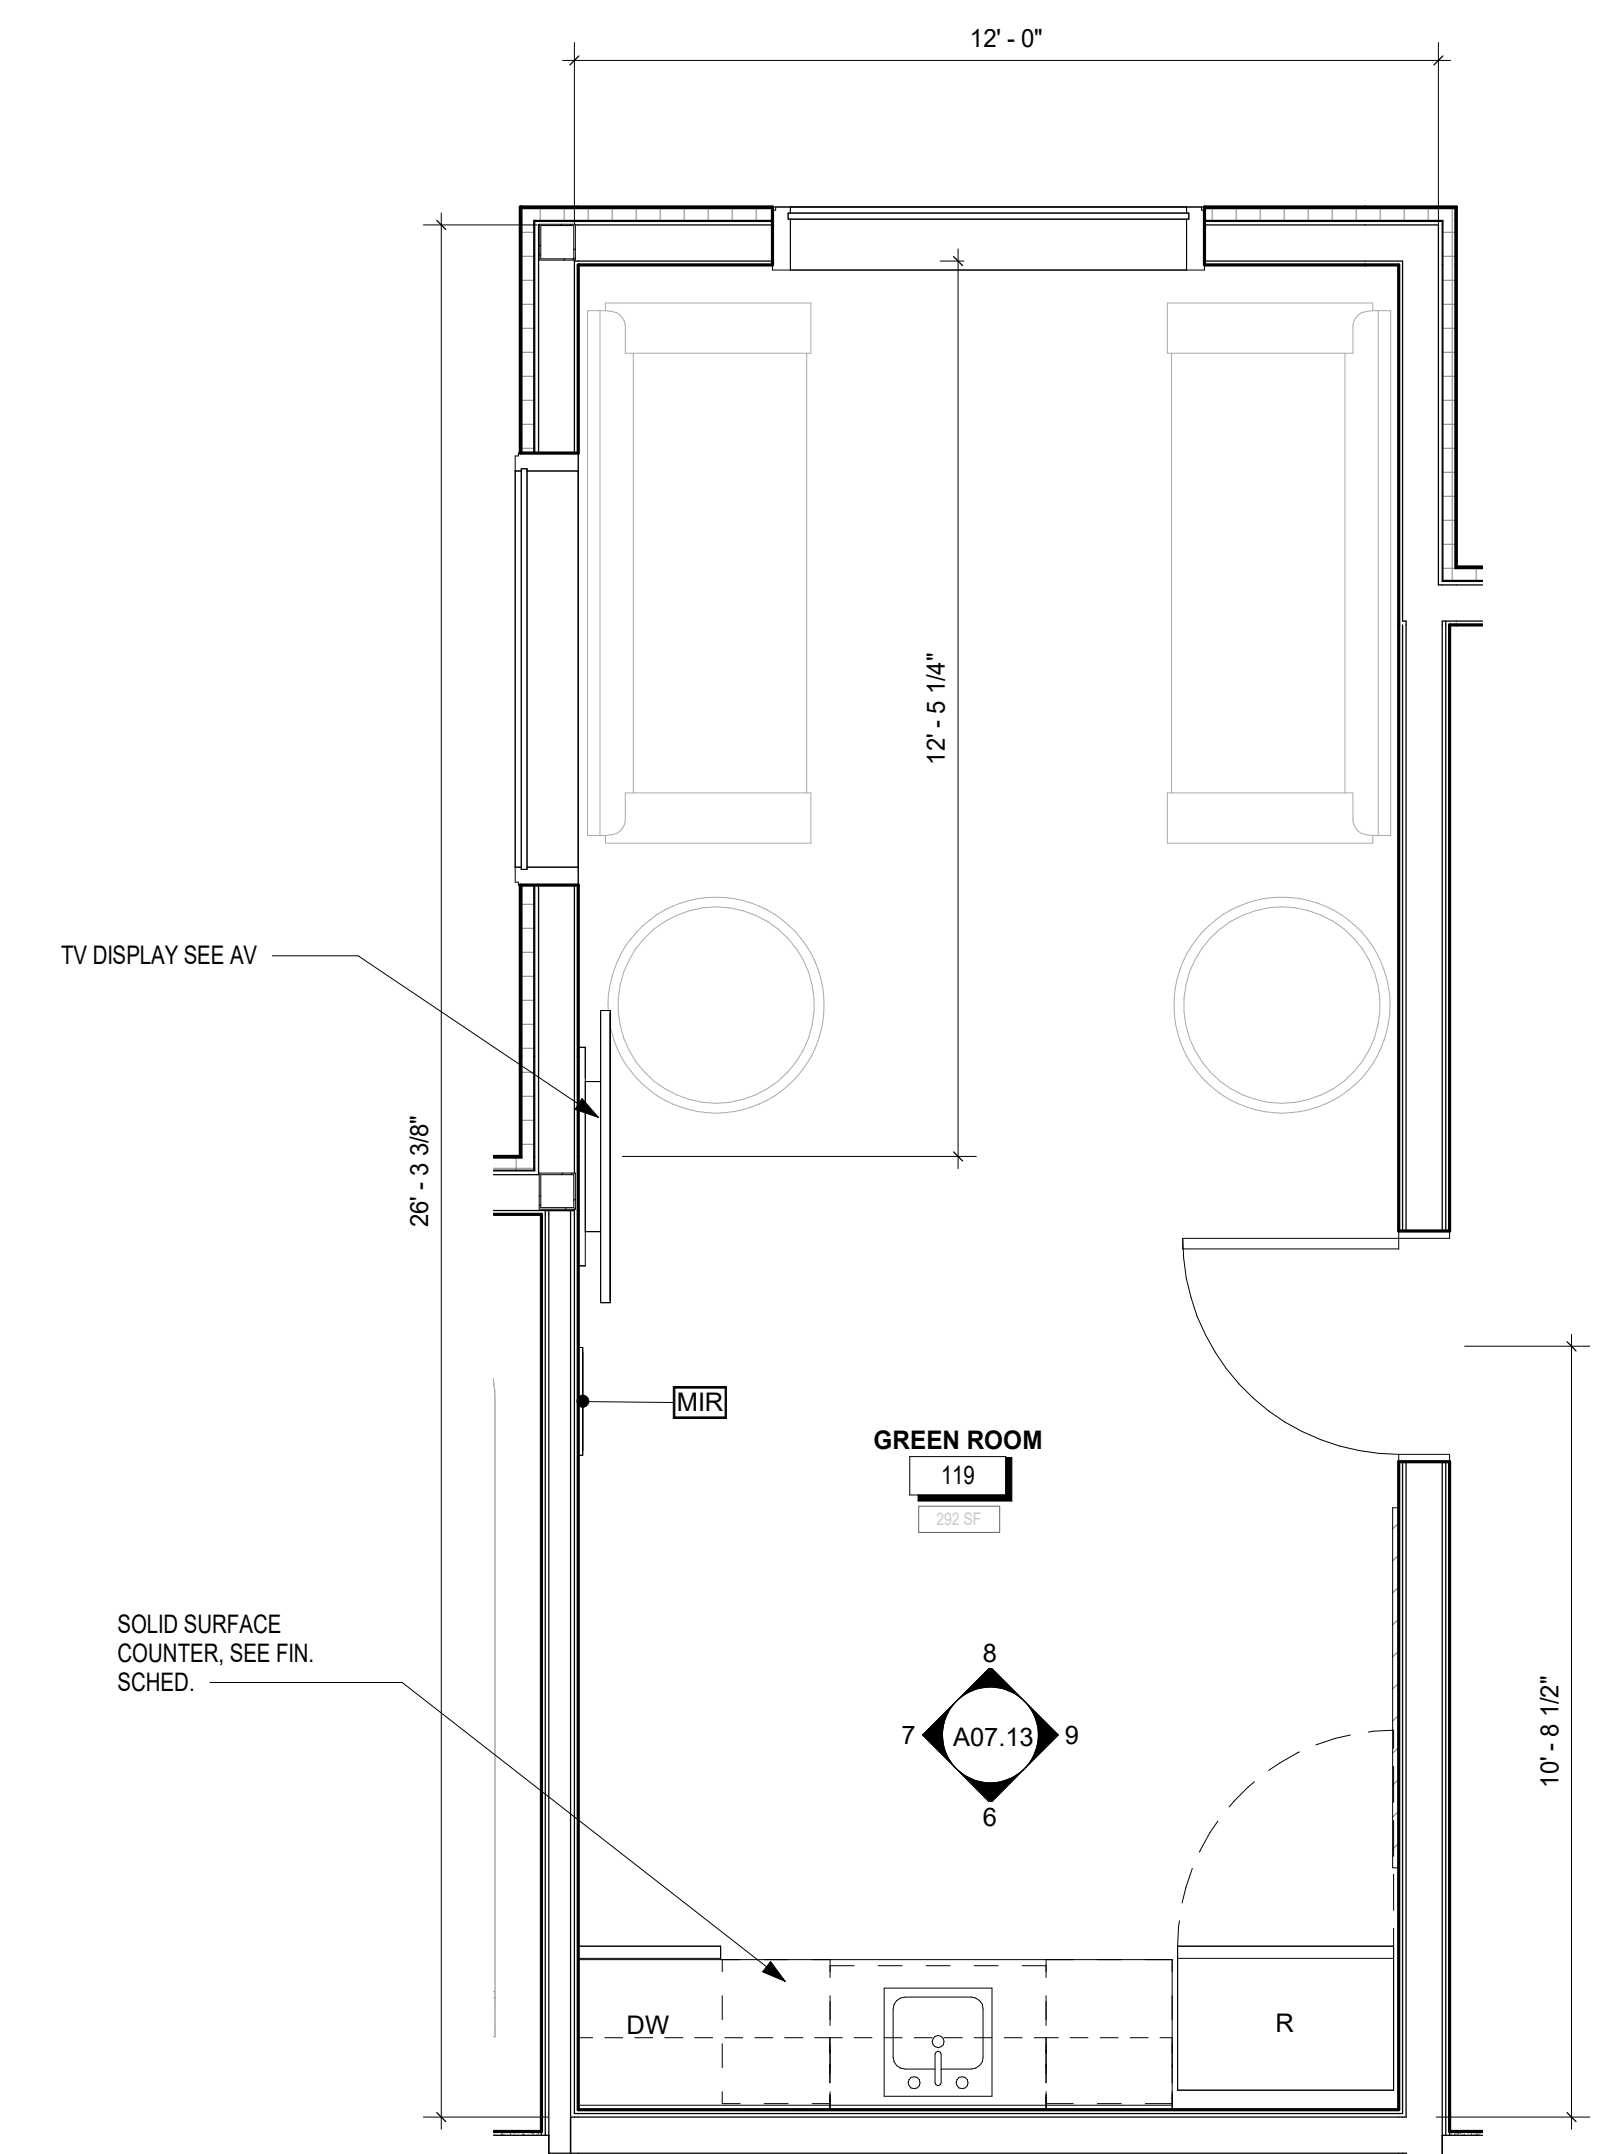 12' - 0"
12' - 5 1/4"
TV DISPLAY SEE AV
26' - 3 3/8"
MIR
GREEN ROOM
119
292 SF
SOLID SURFACE
COUNTER, SEE FIN.
SCHED.
8
7
A07.13
9
6
10' - 8 1/2"
DW
R